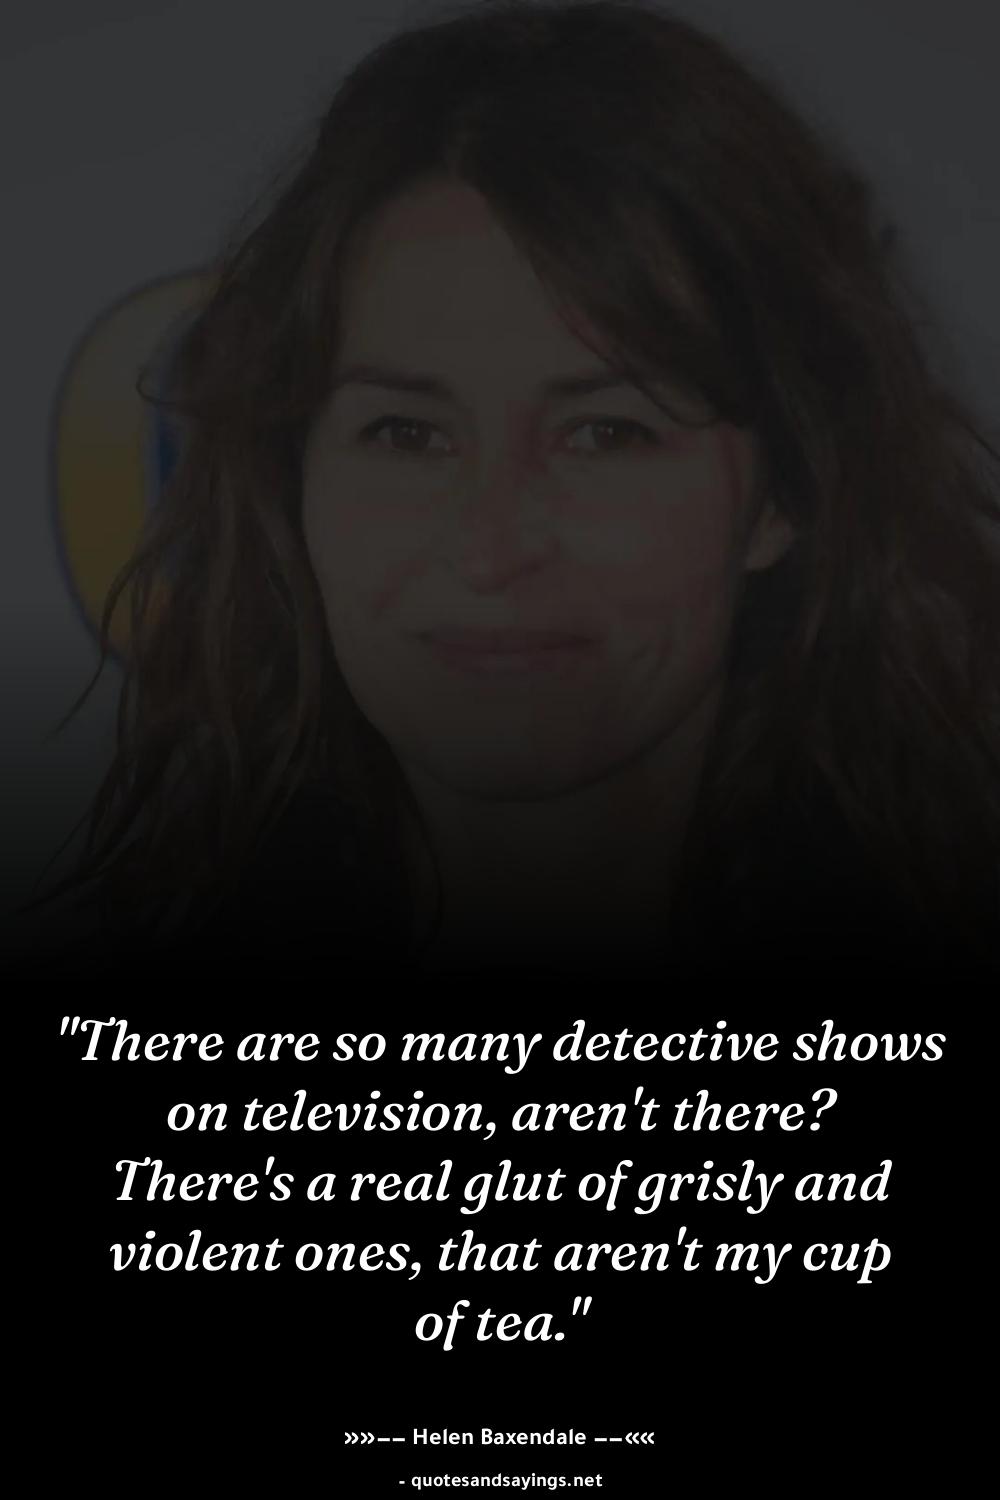 "There are so many detective shows
on television, aren't there?
There's a real glut of grisly and
violent ones, that aren't my cup
of tea."
»»−− Helen Baxendale −−««
- quotesandsayings.net